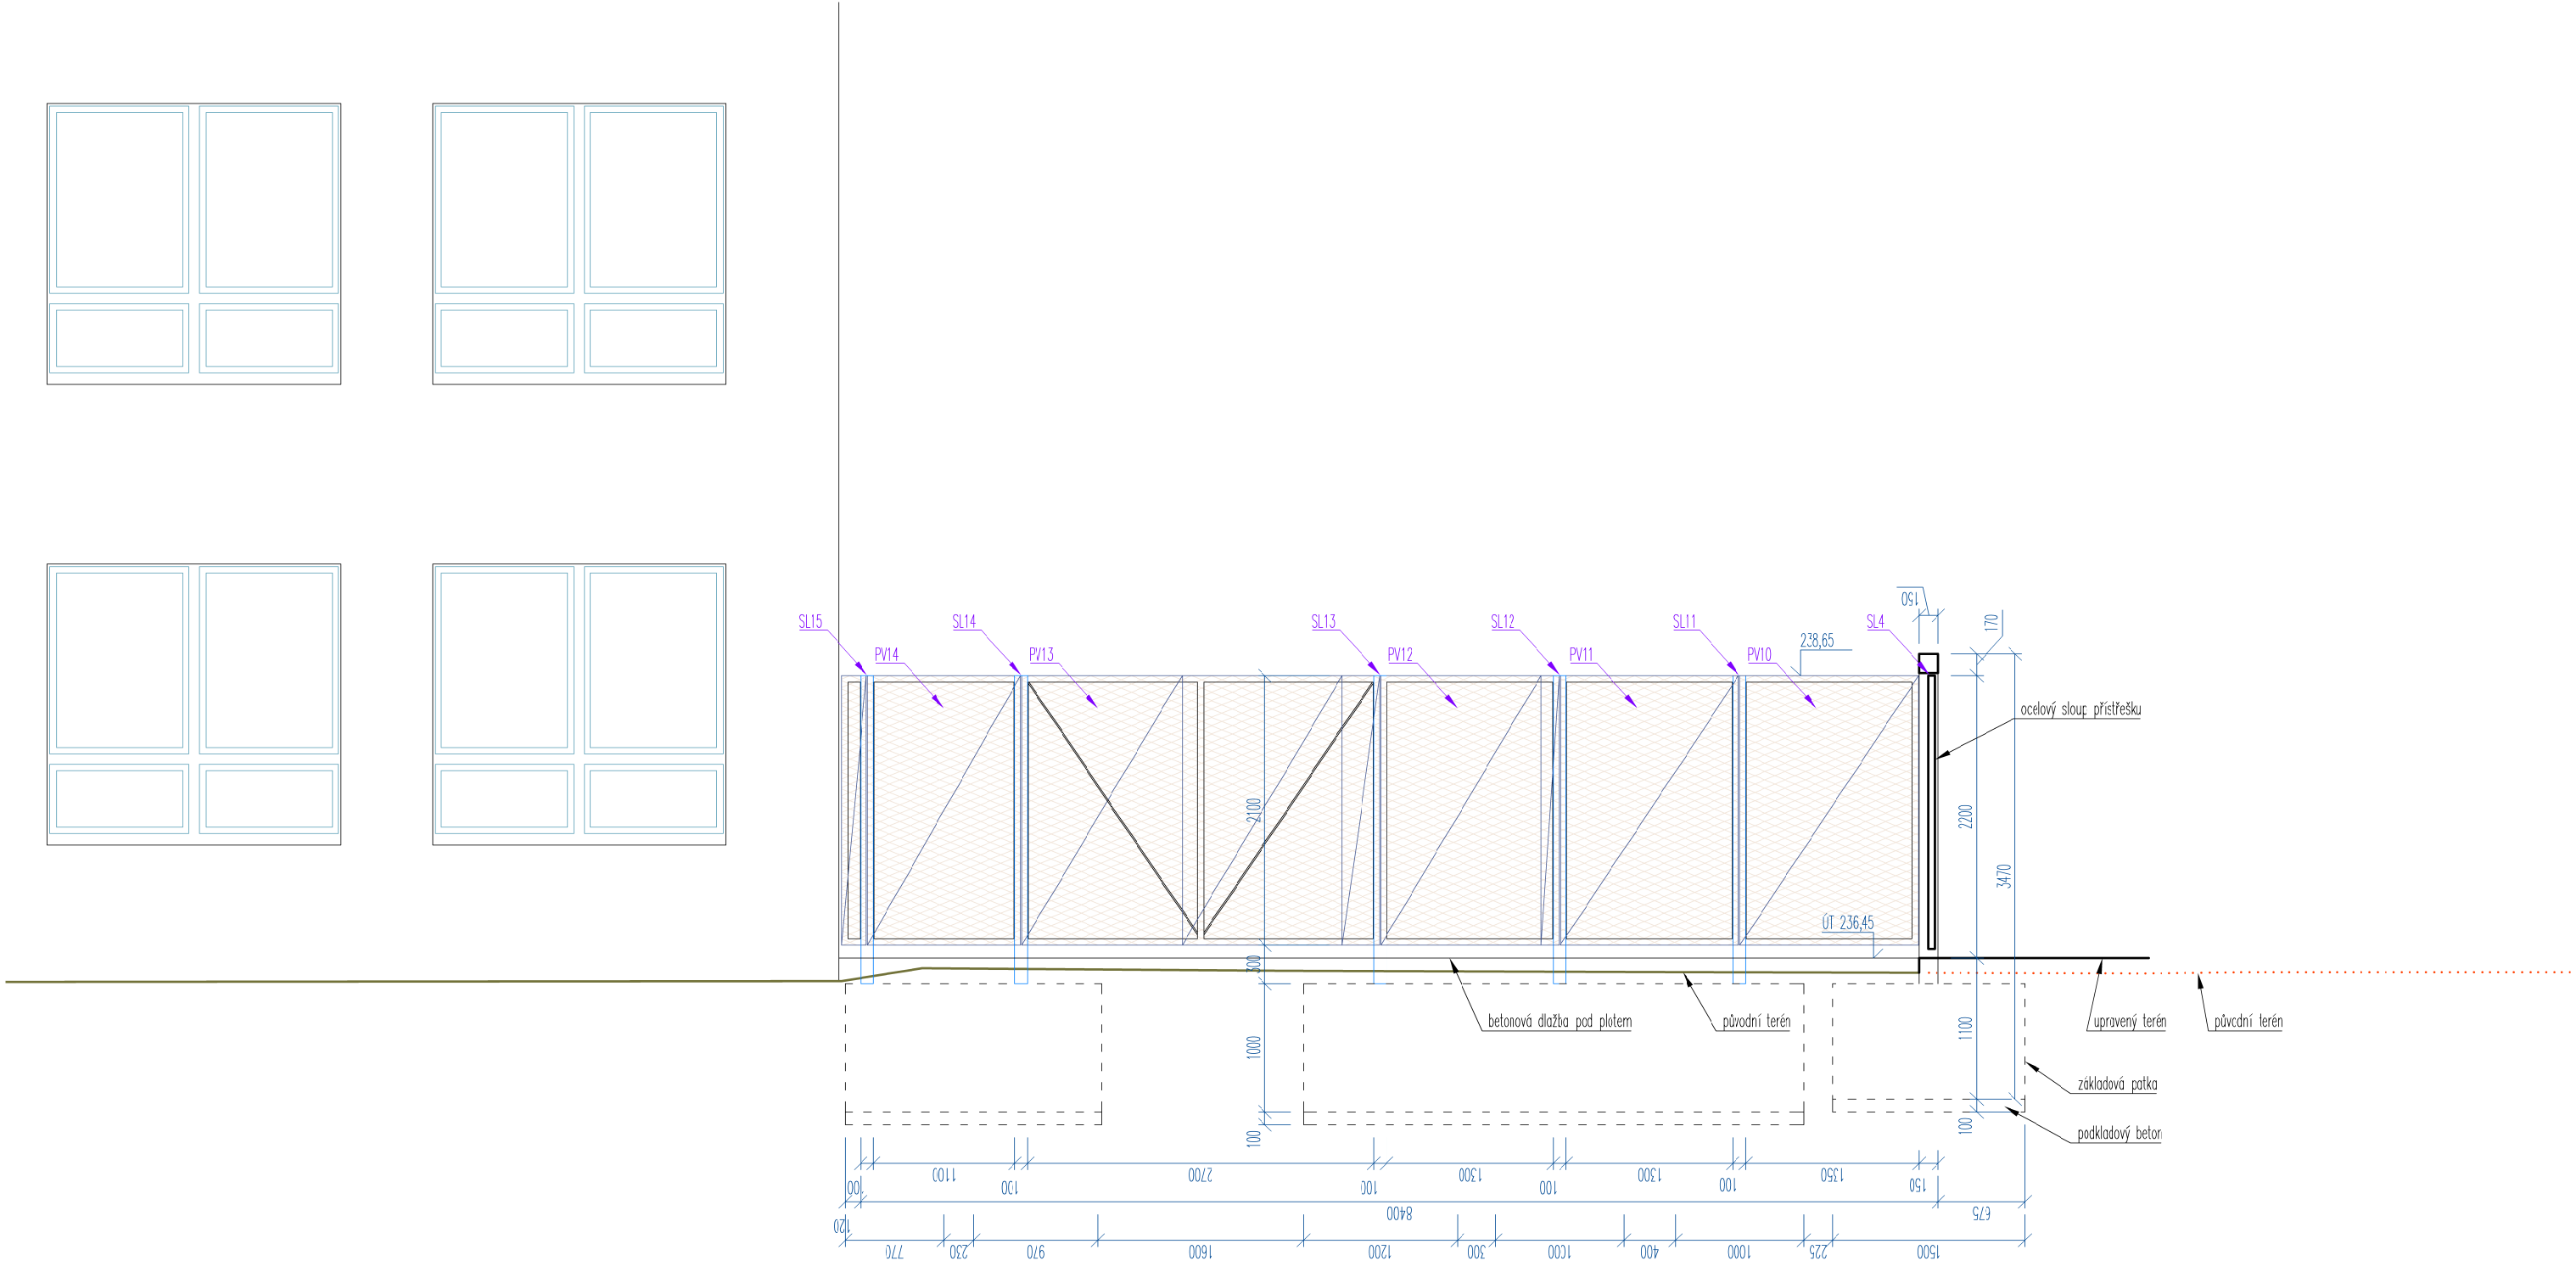 150
170
SL15
SL14
SL13
SL12
SL11
SL4
238,65
PV14
PV13
PV12
PV11
PV10
ocelový sloup přístřešku
2100
2200
3470
ÚT 236,45
300
betonová dlažba pod plotem
původní terén
upravený terén
původní terén
1000
1100
základová patka
100
100
podkladový beton
1100
2700
1300
1300
1350
100
100
100
100
100
150
8400
675
120
770
230
970
1600
1200
300
1000
400
1000
225
1500